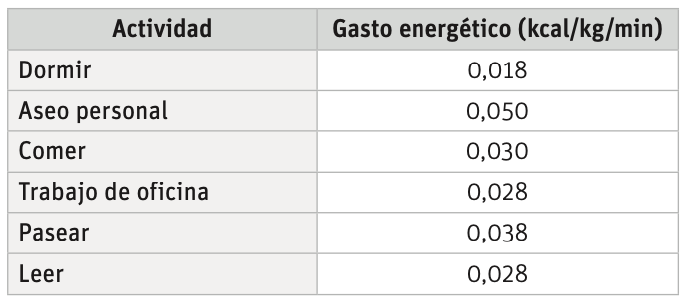 Actividad Gasto energético (kcal/kg/min)
Dormir 0,018
Aseo personal 0,050
Comer 0,030
Trabajo de oficina 0,028
Pasear 0,038
Leer 0,028